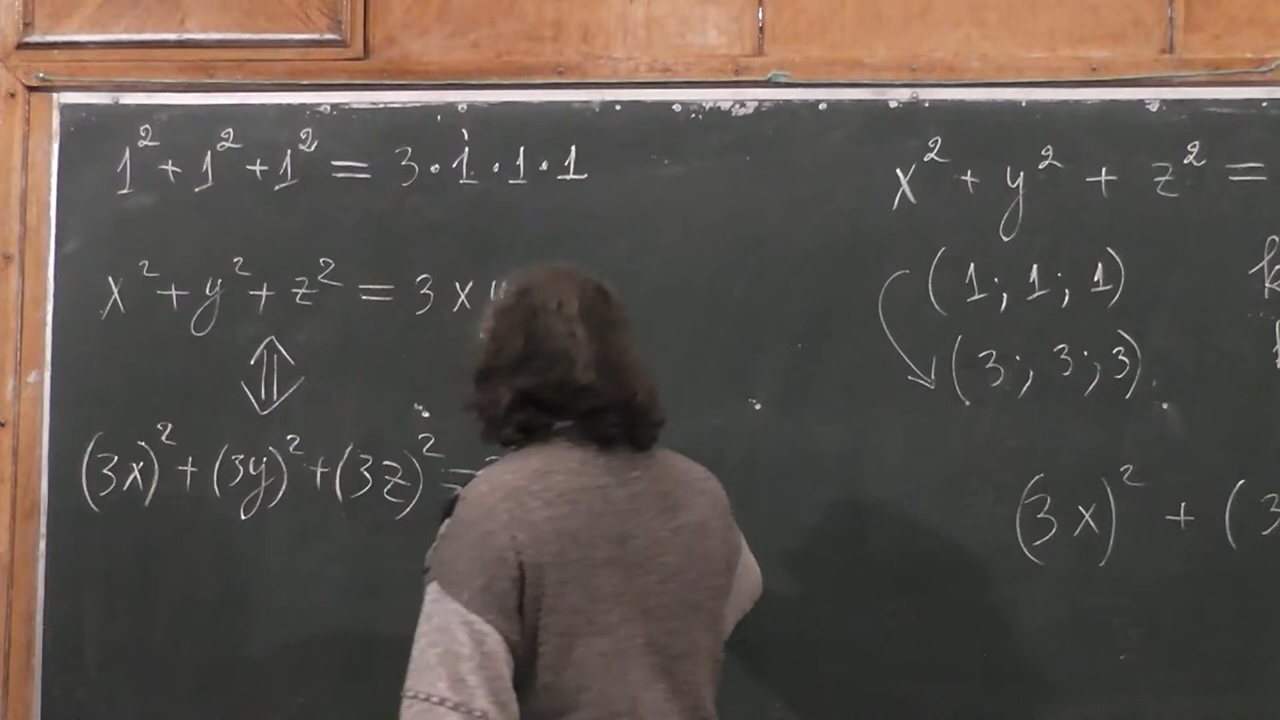 1² + 1² + 1² = 3 · 1 · 1 · 1
x² + y² + z² = 3x
⇕
(3x)² + (3y)² + (3z)² =
x² + y² + z² =
(1; 1; 1)
(3; 3; 3)
(3x)² + (3